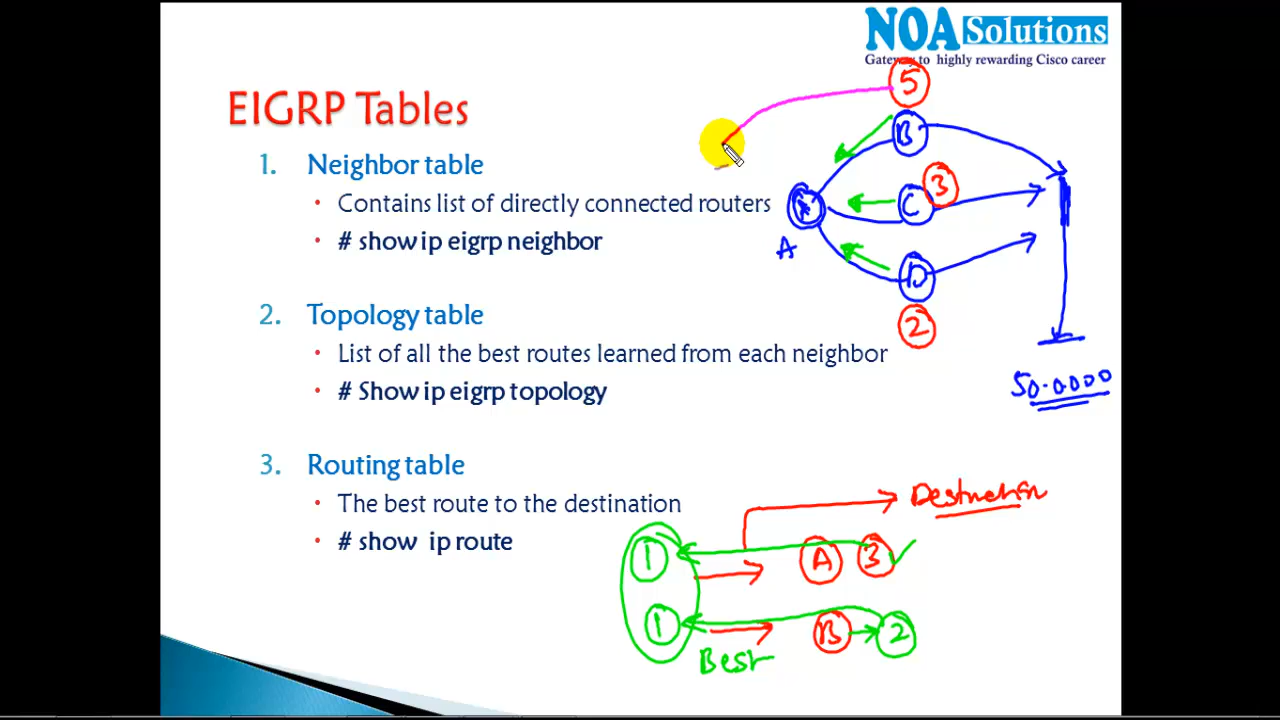 NOA Solutions
Gateway to highly rewarding Cisco career
EIGRP Tables
1. Neighbor table
• Contains list of directly connected routers
• # show ip eigrp neighbor
2. Topology table
• List of all the best routes learned from each neighbor
• # Show ip eigrp topology
3. Routing table
• The best route to the destination
• # show ip route
5
B
C 3
A
D
2
50.0000
Destination
1 A 3
1 B 2
Best